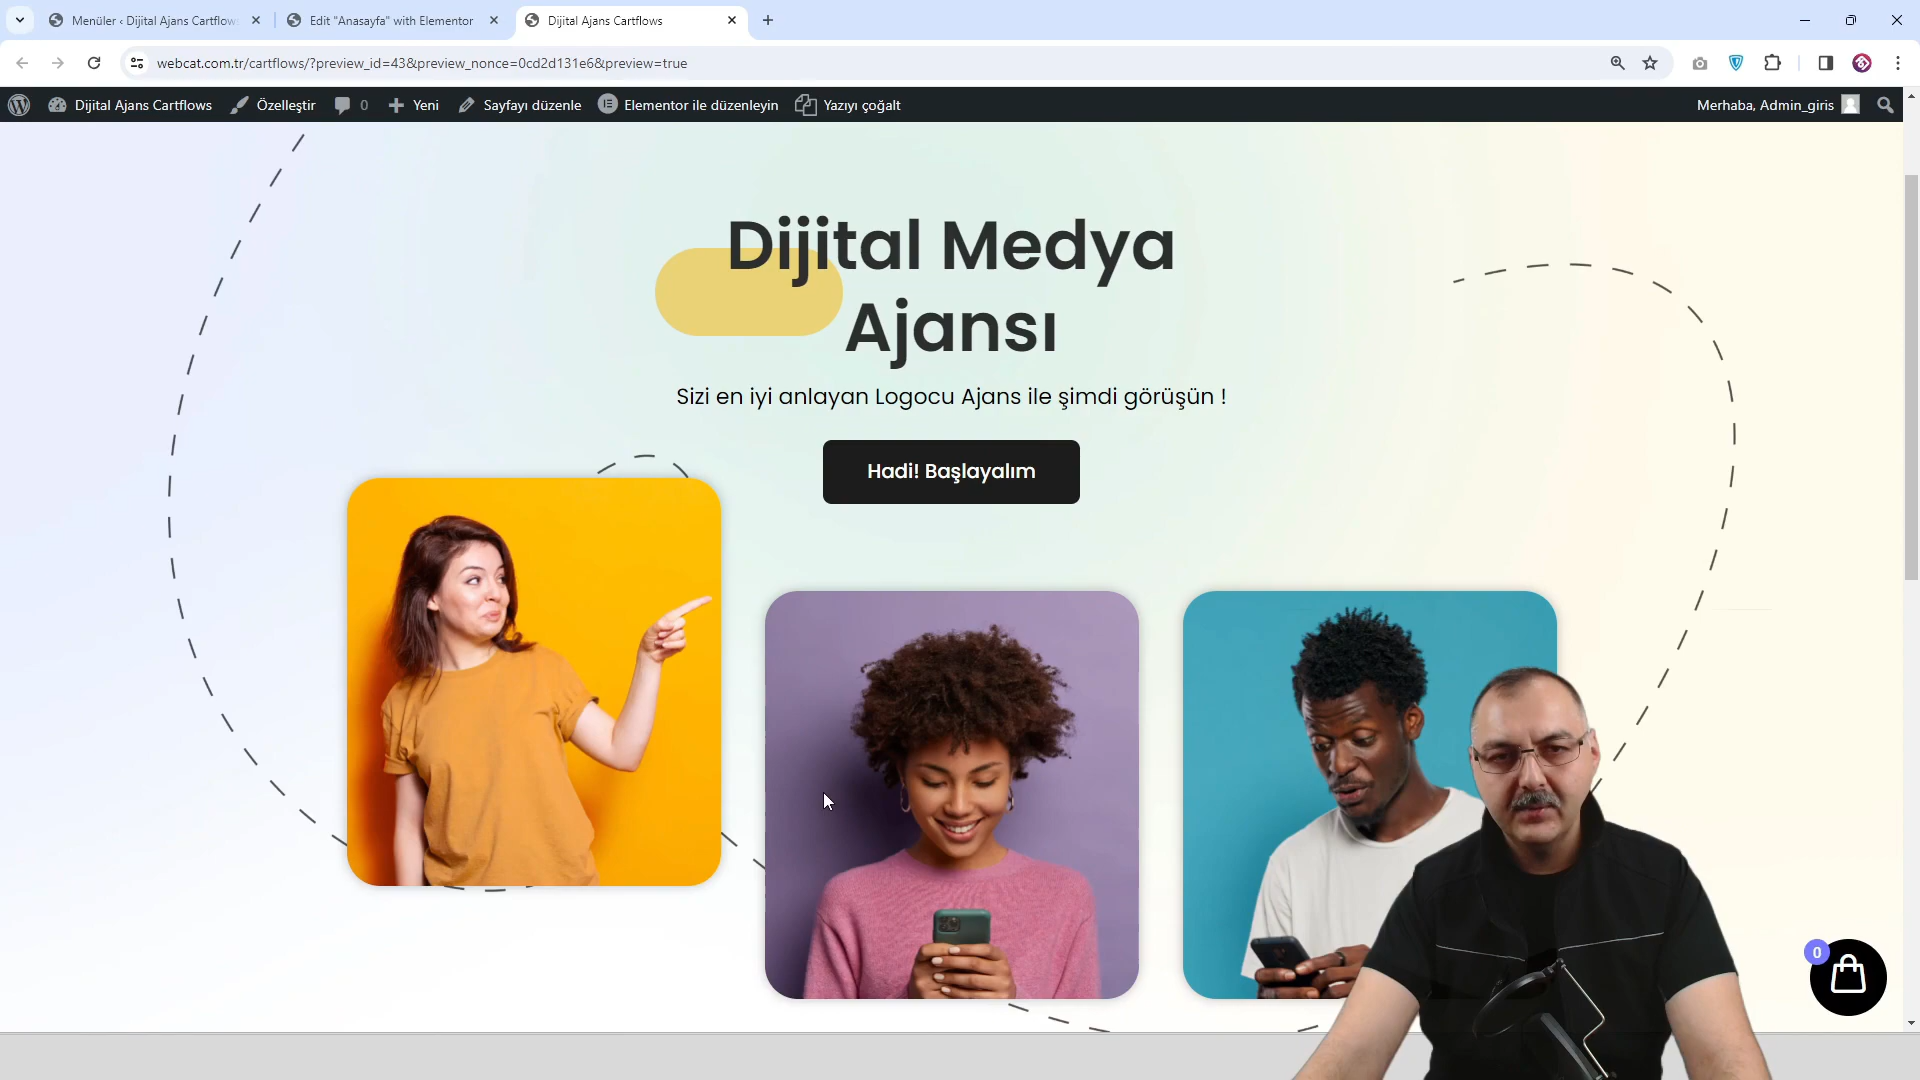 Menüler ‹ Dijital Ajans Cartflows
Edit "Anasayfa" with Elementor
Dijital Ajans Cartflows
webcat.com.tr/cartflows/?preview_id=43&preview_nonce=0cd2d131e6&preview=true
Dijital Ajans Cartflows
Özelleştir
0
Yeni
Sayfayı düzenle
Elementor ile düzenleyin
Yazıyı çoğalt
Merhaba, Admin_giris
Dijital Medya
Ajansı
Sizi en iyi anlayan Logocu Ajans ile şimdi görüşün !
Hadi! Başlayalım
0